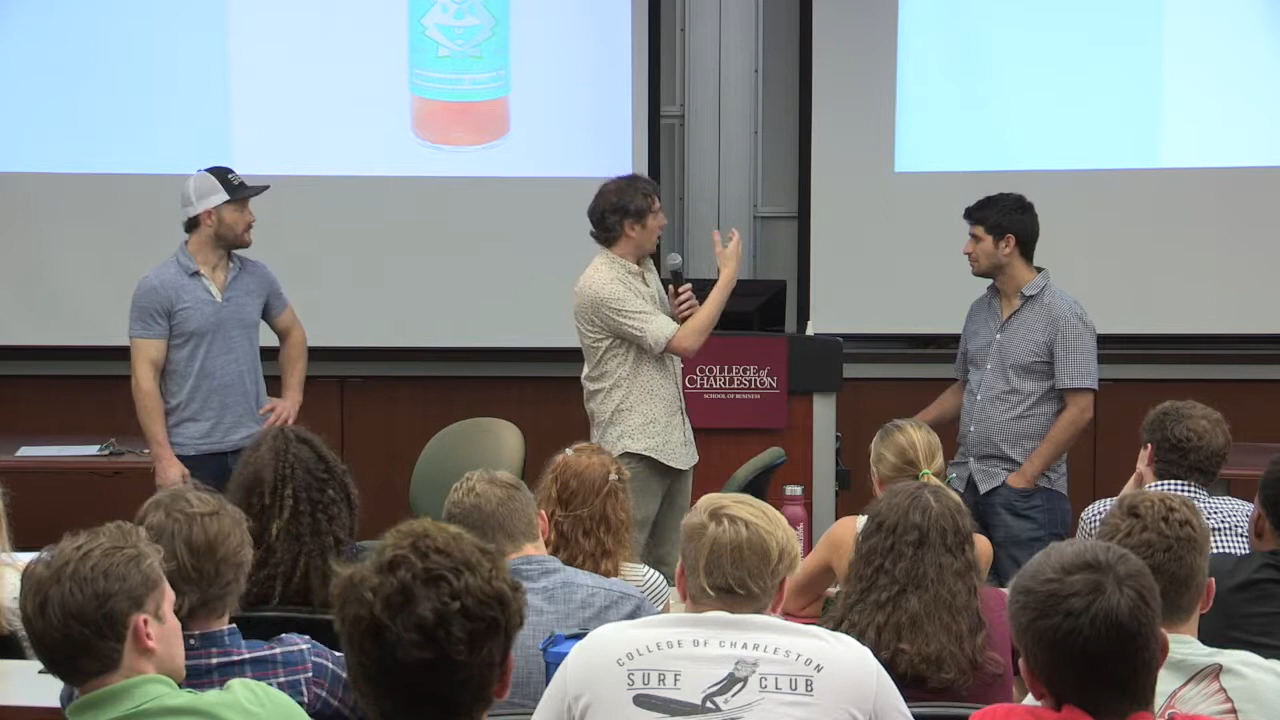 COLLEGE of
CHARLESTON
SCHOOL OF BUSINESS
COLLEGE OF CHARLESTON
SURF CLUB